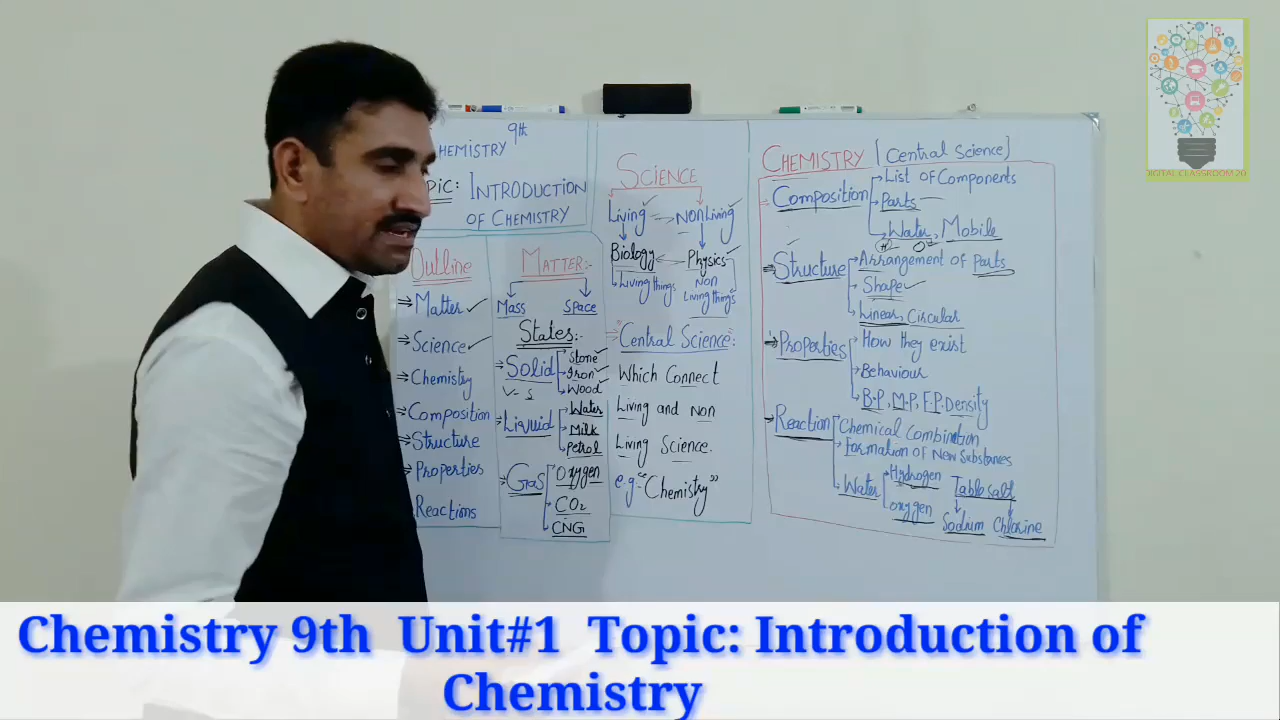 DIGITAL CLASSROOM 20
HEMISTRY 9th
PIC: INTRODUCTION
OF CHEMISTRY
Outline
⇒ Matter ✓
⇒ Science ✓
⇒ Chemistry
⇒ Composition
⇒ Structure
⇒ Properties
Reactions
MATTER:-
Mass Space
States:-
Solid
Stone ✓
Iron ✓
Wood ✓
V- S
Liquid
Water
Milk
Petrol
Gas
Oxygen
CO2
CNG
SCIENCE
Living NON Living
Biology Physics
Living things
NON
Living things
"Central Science":-
Which Connect
Living and Non
Living Science.
e.g. "Chemistry"
CHEMISTRY [Central Science]
Composition
List of Components
Parts
Water, Mobile
Structure
Arrangement of Parts
Shape
Linear, Circular
Properties
How they exist
Behaviour
B.P, M.P, F.P, Density
Reaction
Chemical Combination
Formation of New Substances
Water
Hydrogen
oxygen
Table salt
Sodium Chlorine
Chemistry 9th Unit#1 Topic: Introduction of
Chemistry